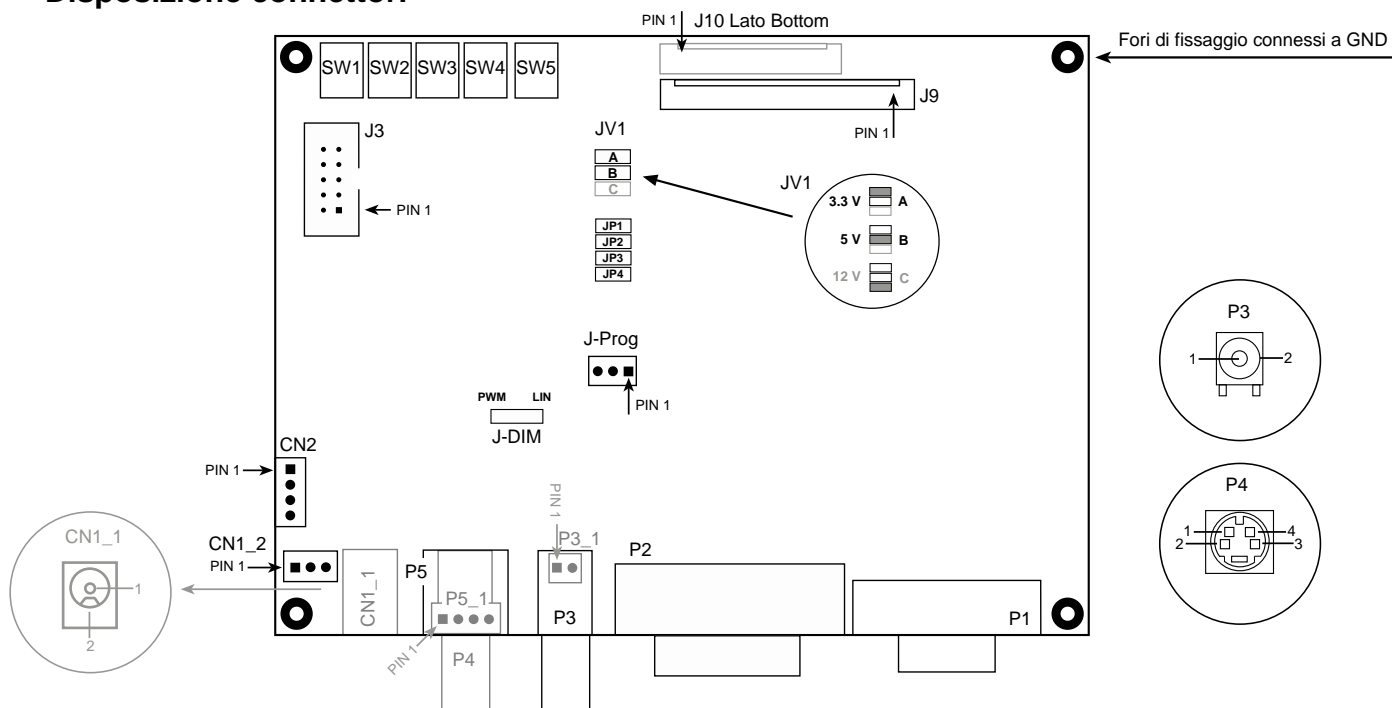 Disposizione connettori
PIN 1 J10 Lato Bottom
Fori di fissaggio connessi a GND
SW1 SW2 SW3 SW4 SW5
J9
PIN 1
J3
PIN 1
JV1
A
B
C
JV1
3.3 V A
5 V B
12 V C
JP1
JP2
JP3
JP4
P3
1 2
J-Prog
PIN 1
PWM LIN
J-DIM
CN2
PIN 1
P4
1 4
2 3
CN1_1
1
2
CN1_2
PIN 1
CN1_1
P5
P5_1
PIN 1
P4
PIN 1
P3_1
P3
P2
P1